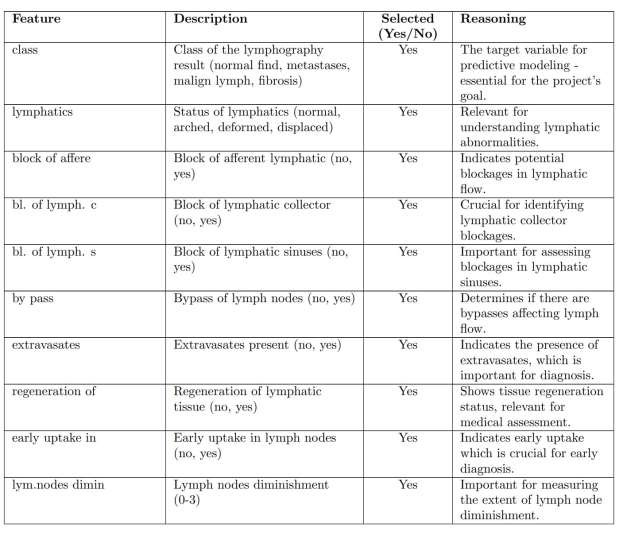 Feature Description Selected Reasoning
(Yes/No)
class Class of the lymphography Yes The target variable for
result (normal find, metastases, predictive modeling -
malign lymph, fibrosis) essential for the project's
goal.
lymphatics Status of lymphatics (normal, Yes Relevant for
arched, deformed, displaced) understanding lymphatic
abnormalities.
block of affere Block of afferent lymphatic (no, Yes Indicates potential
yes) blockages in lymphatic
flow.
bl. of lymph. c Block of lymphatic collector Yes Crucial for identifying
(no, yes) lymphatic collector
blockages.
bl. of lymph. s Block of lymphatic sinuses (no, Yes Important for assessing
yes) blockages in lymphatic
sinuses.
by pass Bypass of lymph nodes (no, yes) Yes Determines if there are
bypasses affecting lymph
flow.
extravasates Extravasates present (no, yes) Yes Indicates the presence of
extravasates, which is
important for diagnosis.
regeneration of Regeneration of lymphatic Yes Shows tissue regeneration
tissue (no, yes) status, relevant for
medical assessment.
early uptake in Early uptake in lymph nodes Yes Indicates early uptake
(no, yes) which is crucial for early
diagnosis.
lym.nodes dimin Lymph nodes diminishment Yes Important for measuring
(0-3) the extent of lymph node
diminishment.